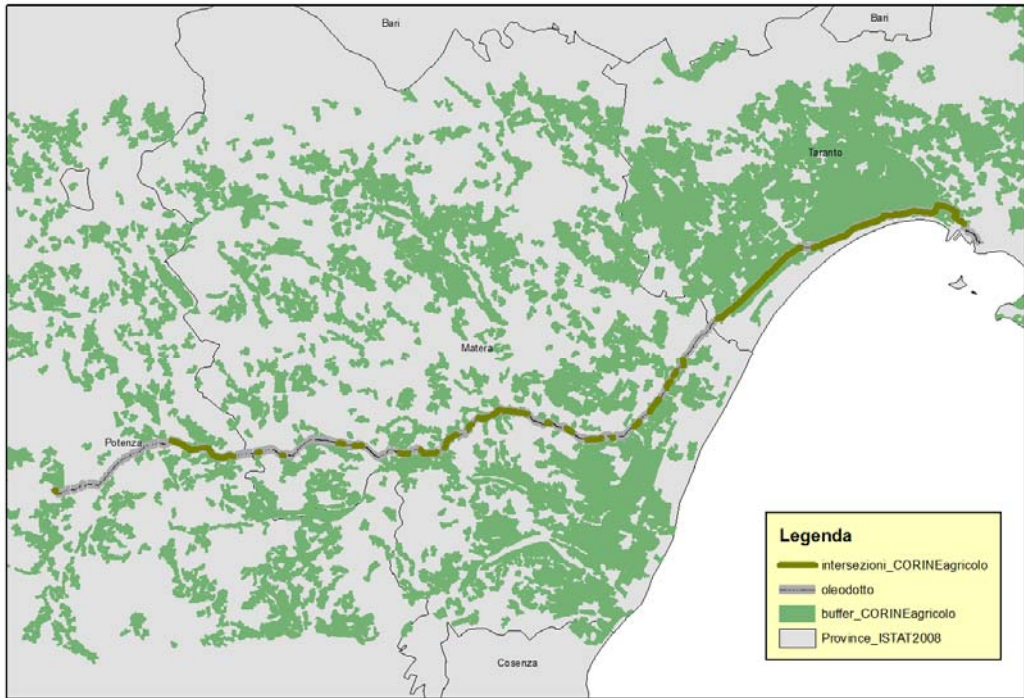 Bari
Bari
Taranto
Matera
Potenza
Cosenza
Legenda
intersezioni_CORINEagricolo
oleodotto
buffer_CORINEagricolo
Province_ISTAT2008